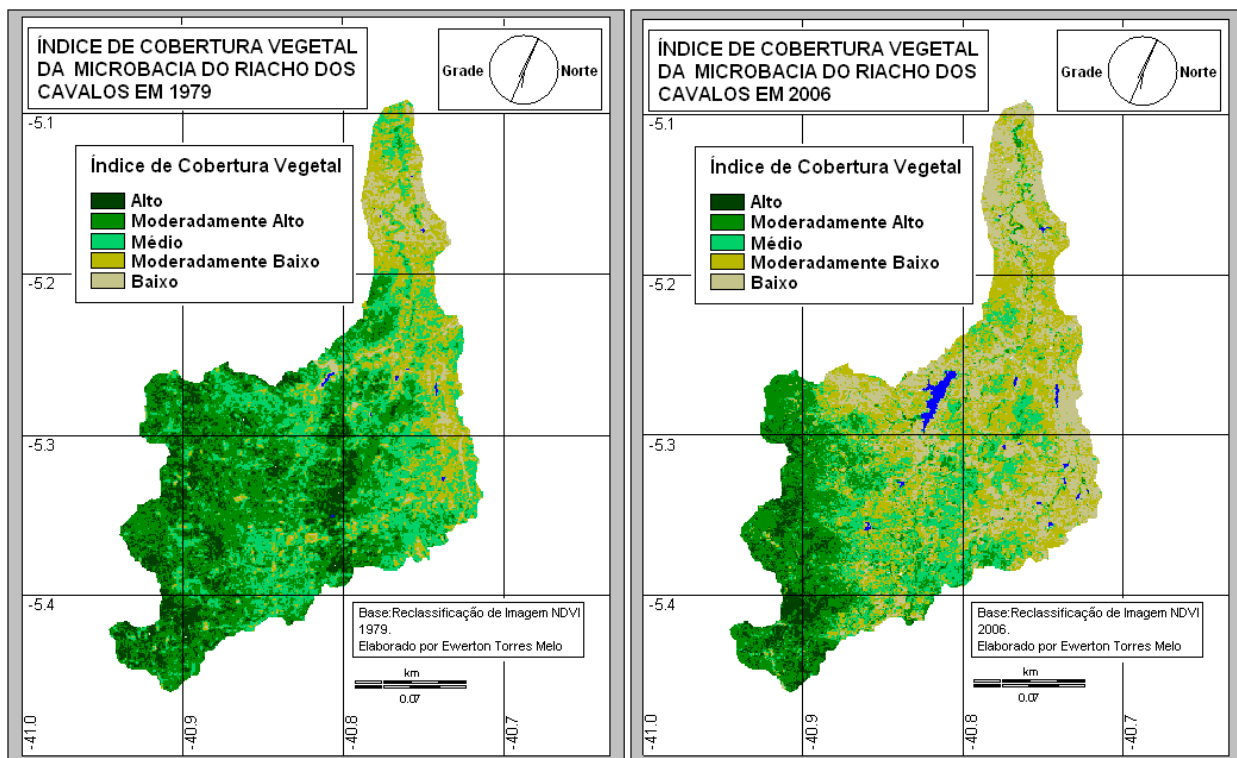 ÍNDICE DE COBERTURA VEGETAL
DA MICROBACIA DO RIACHO DOS
CAVALOS EM 1979
Grade
Norte
-5.1
Índice de Cobertura Vegetal
Alto
Moderadamente Alto
Médio
Moderadamente Baixo
Baixo
-5.2
-5.3
-5.4
Base:Reclassificação de Imagem NDVI
1979.
Elaborado por Ewerton Torres Melo
km
0.07
-41.0
-40.9
-40.8
-40.7
ÍNDICE DE COBERTURA VEGETAL
DA MICROBACIA DO RIACHO DOS
CAVALOS EM 2006
Grade
Norte
-5.1
Índice de Cobertura Vegetal
Alto
Moderadamente Alto
Médio
Moderadamente Baixo
Baixo
-5.2
-5.3
-5.4
Base:Reclassificação de Imagem NDVI
2006.
Elaborado por Ewerton Torres Melo
km
0.07
-41.0
-40.9
-40.8
-40.7